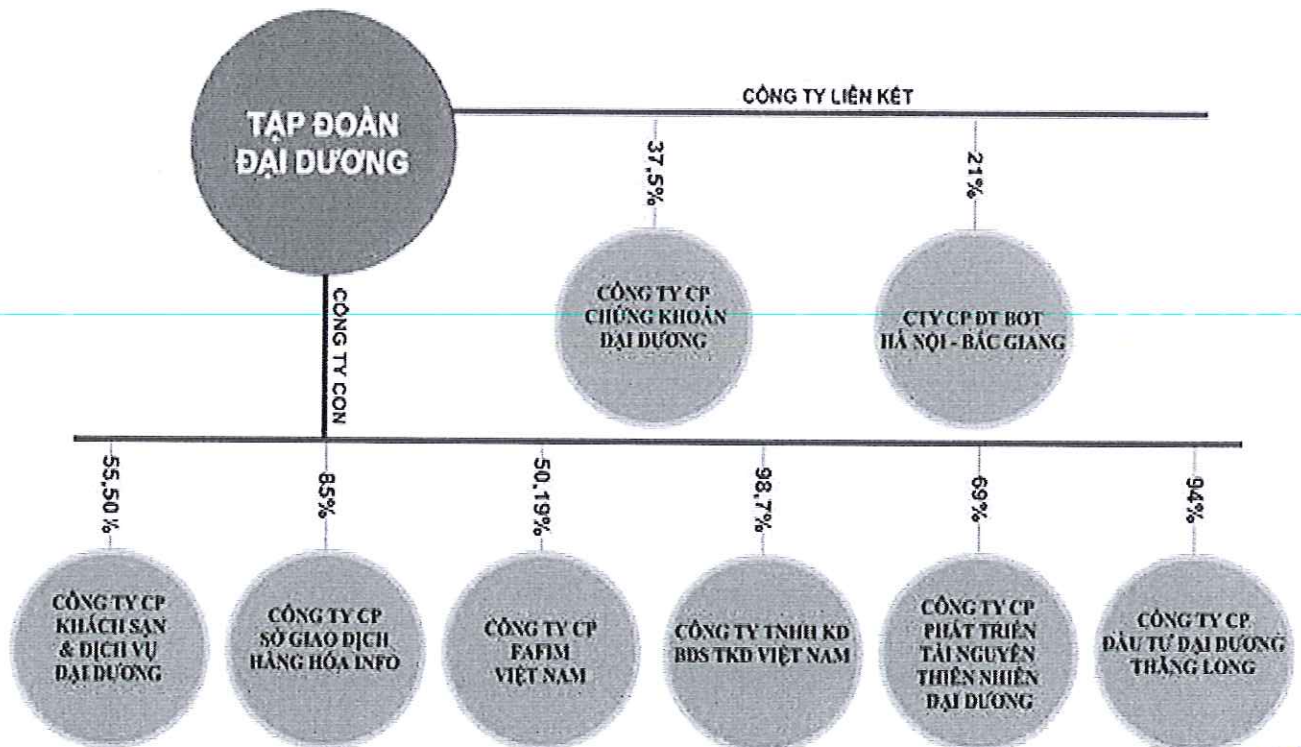 TẬP ĐOÀN
ĐẠI DƯƠNG
CÔNG TY LIÊN KẾT
37.5%
21%
CÔNG TY CP
CHỨNG KHOÁN
ĐẠI DƯƠNG
CTY CP ĐT BOT
HÀ NỘI - BẮC GIANG
CÔNG TY CON
55.50%
85%
50.19%
98.7%
69%
94%
CÔNG TY CP
KHÁCH SẠN
& DỊCH VỤ
ĐẠI DƯƠNG
CÔNG TY CP
SỞ GIAO DỊCH
HÀNG HÓA INFO
CÔNG TY CP
FAFIM
VIỆT NAM
CÔNG TY TNHH KD
BĐS TKD VIỆT NAM
CÔNG TY CP
PHÁT TRIỂN
TÀI NGUYÊN
THIÊN NHIÊN
ĐẠI DƯƠNG
CÔNG TY CP
ĐẦU TƯ ĐẠI DƯƠNG
THĂNG LONG